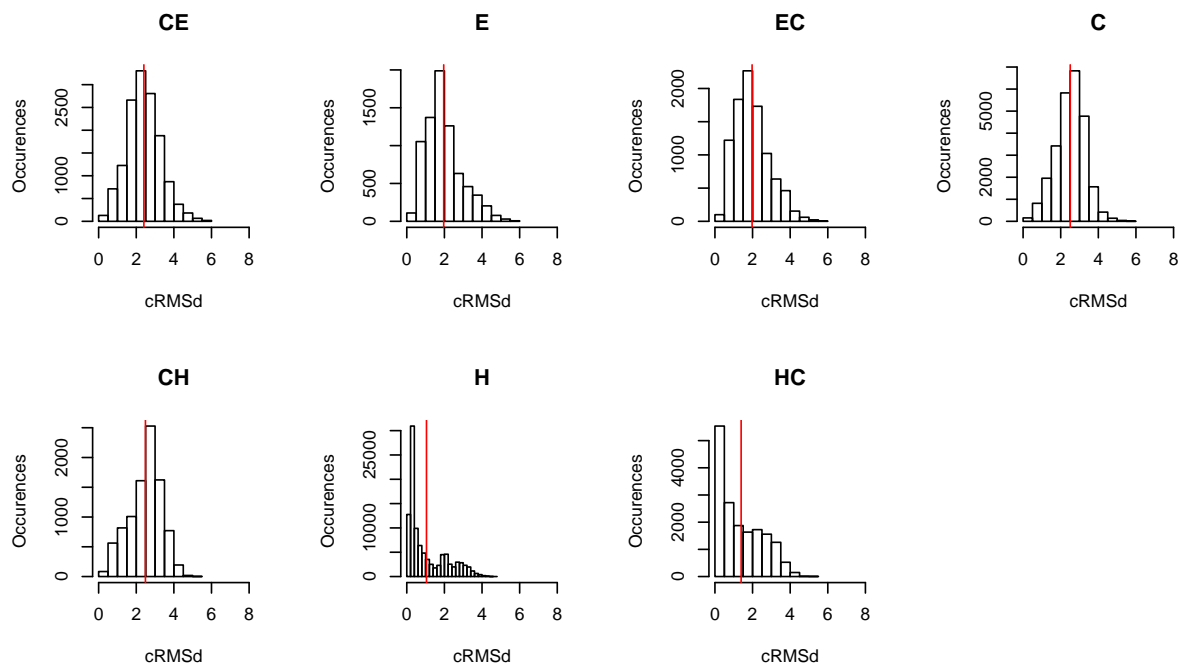 CE
Occurences
0
1000
2500
0 2 4 6 8
cRMSd
E
Occurences
0
500
1500
0 2 4 6 8
cRMSd
EC
Occurences
0
1000
2000
0 2 4 6 8
cRMSd
C
Occurences
0
2000
5000
0 2 4 6 8
cRMSd
CH
Occurences
0
1000
2000
0 2 4 6 8
cRMSd
H
Occurences
0
10000
25000
0 2 4 6 8
cRMSd
HC
Occurences
0
2000
4000
0 2 4 6 8
cRMSd